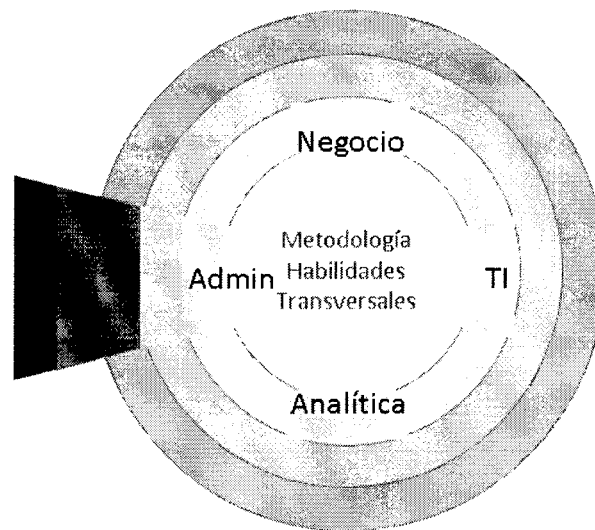 Negocio
Metodología
Habilidades
Transversales
Admin
TI
Analítica